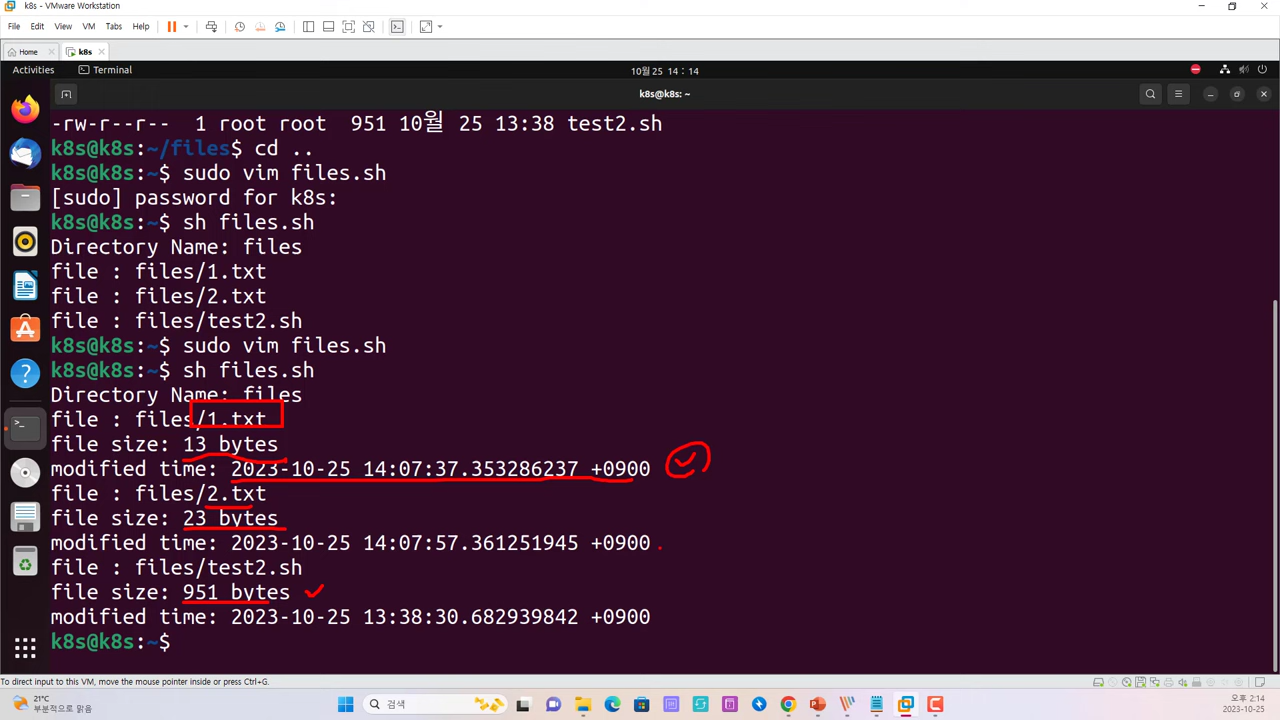 k8s - VMware Workstation
File Edit View VM Tabs Help
Home k8s
Activities Terminal 10월 25 14 : 14
k8s@k8s: ~
-rw-r--r-- 1 root root 951 10월 25 13:38 test2.sh
k8s@k8s:~/files$ cd ..
k8s@k8s:~$ sudo vim files.sh
[sudo] password for k8s:
k8s@k8s:~$ sh files.sh
Directory Name: files
file : files/1.txt
file : files/2.txt
file : files/test2.sh
k8s@k8s:~$ sudo vim files.sh
k8s@k8s:~$ sh files.sh
Directory Name: files
file : files/1.txt
file size: 13 bytes
modified time: 2023-10-25 14:07:37.353286237 +0900
file : files/2.txt
file size: 23 bytes
modified time: 2023-10-25 14:07:57.361251945 +0900
file : files/test2.sh
file size: 951 bytes
modified time: 2023-10-25 13:38:30.682939842 +0900
k8s@k8s:~$
To direct input to this VM, move the mouse pointer inside or press Ctrl+G.
21°C
부분적으로 맑음
검색
2:14
2023-10-25